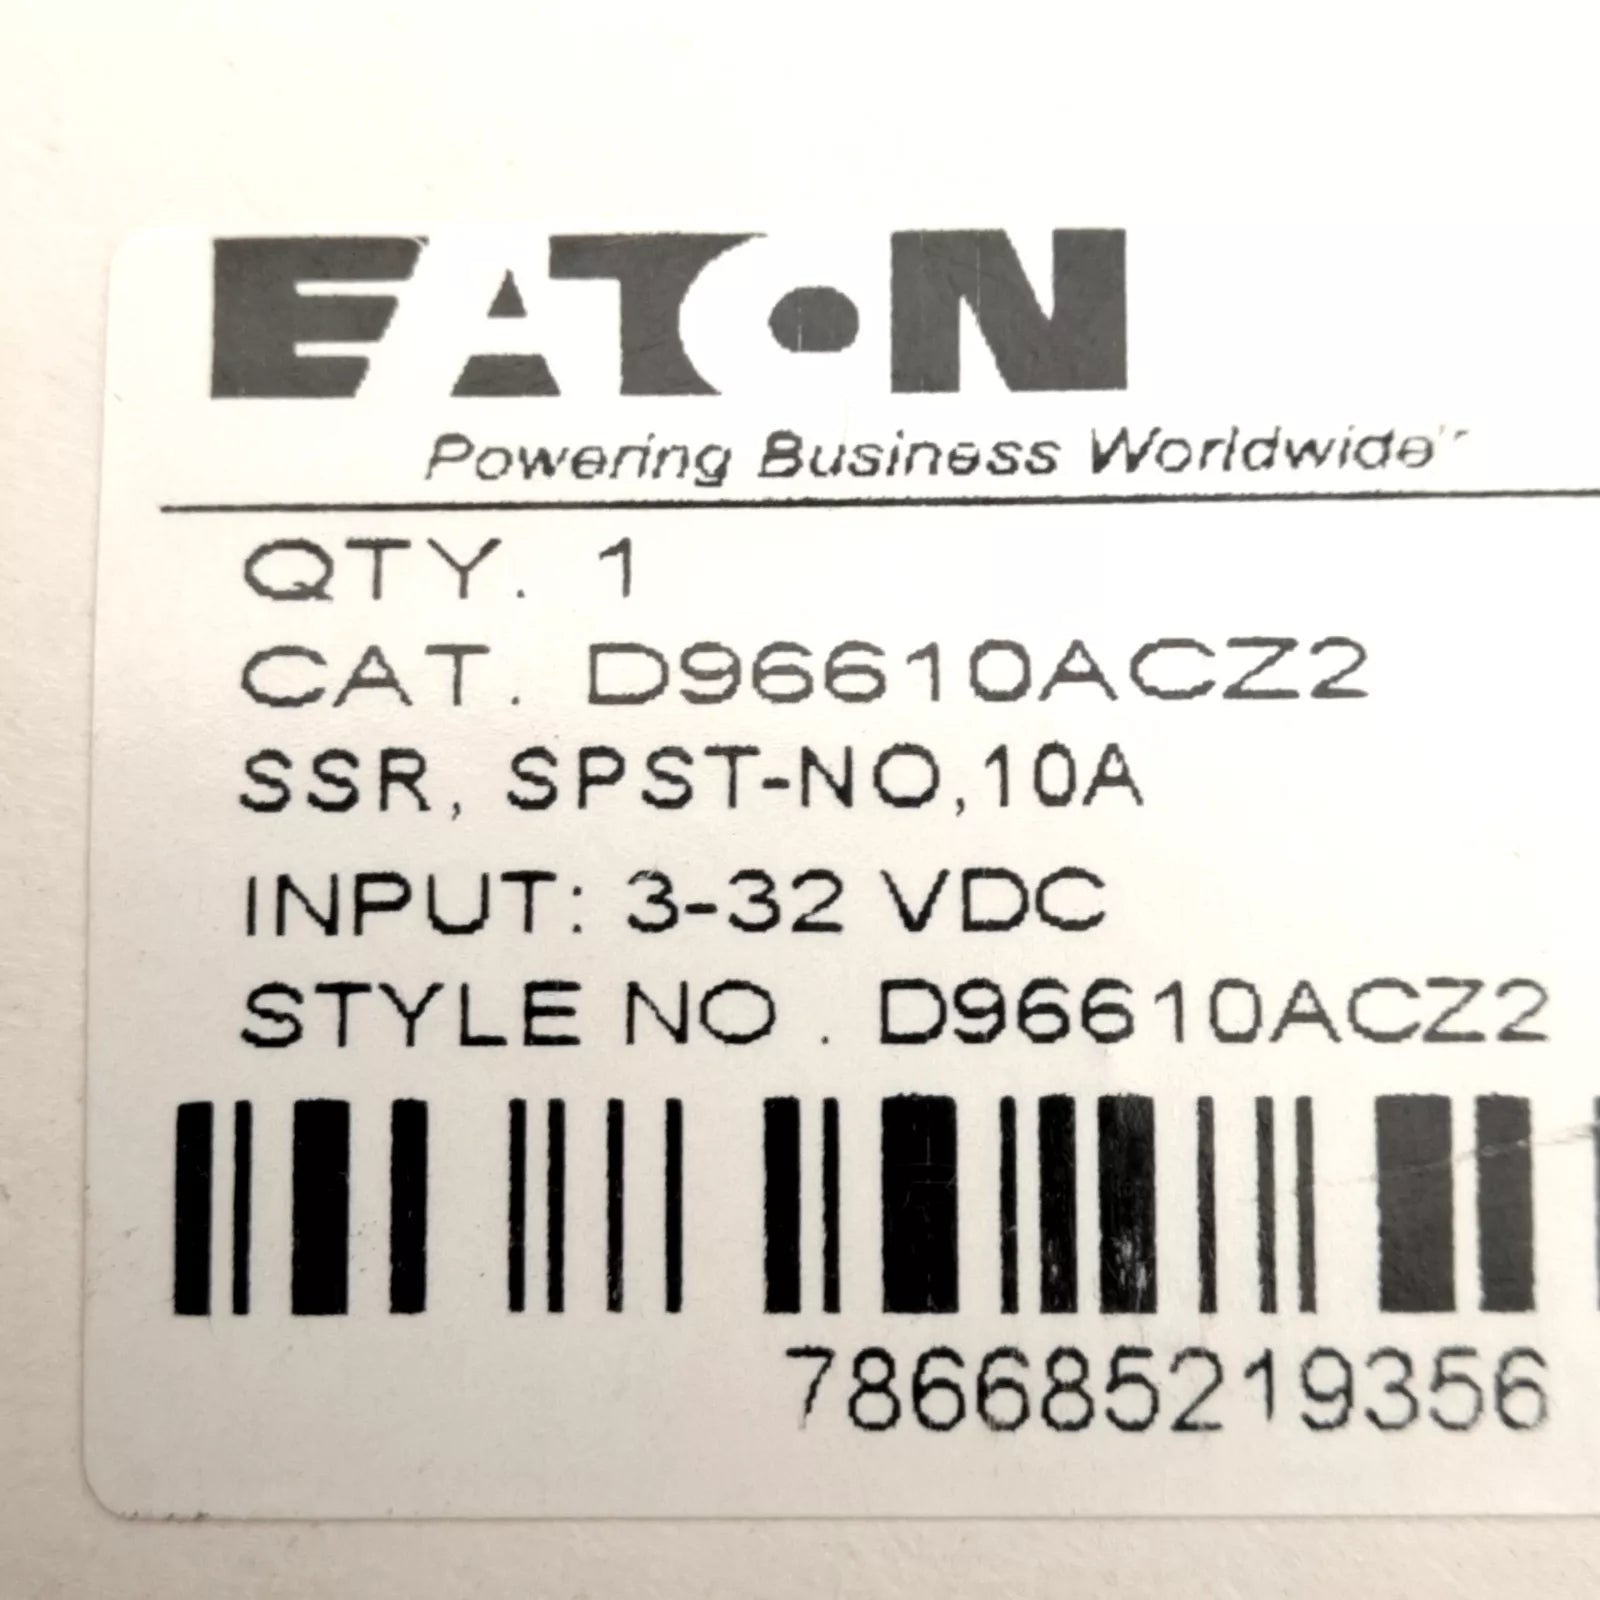 EATON
Powering Business Worldwide™
QTY. 1
CAT. D96610ACZ2
SSR, SPST-NO,10A
INPUT: 3-32 VDC
STYLE NO . D96610ACZ2
786685219356